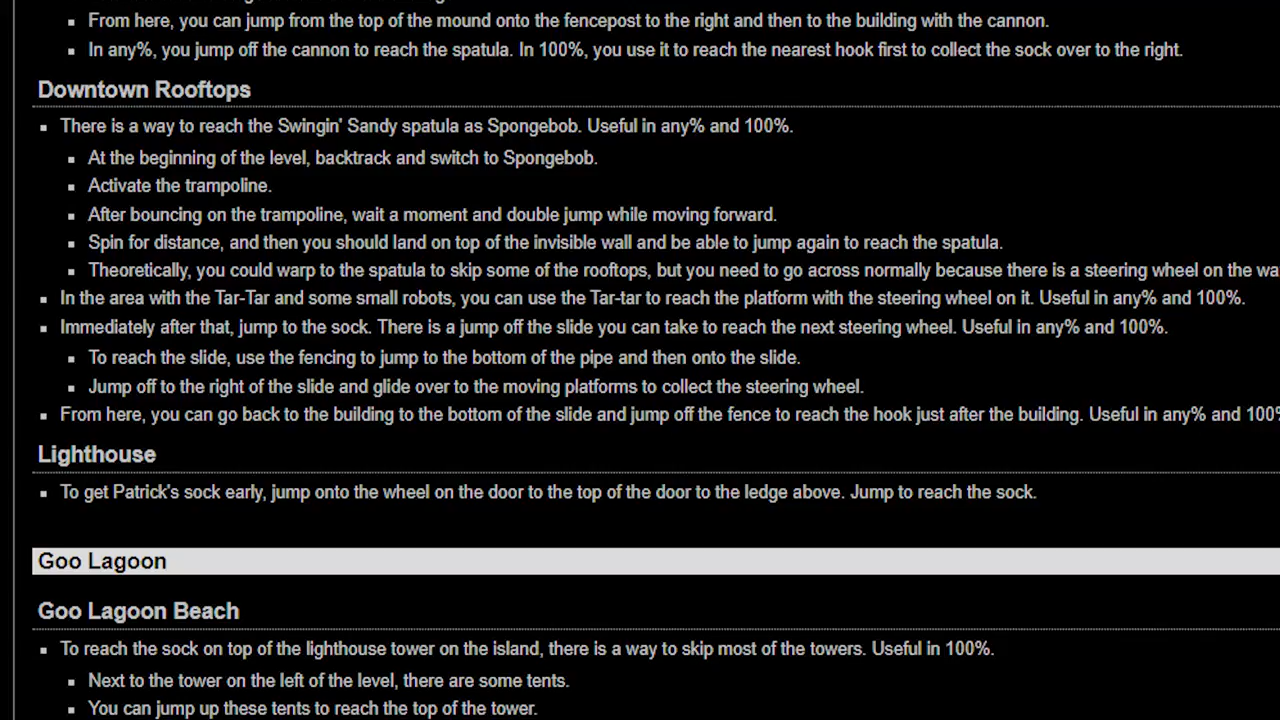 From here, you can jump from the top of the mound onto the fencepost to the right and then to the building with the cannon.
In any%, you jump off the cannon to reach the spatula. In 100%, you use it to reach the nearest hook first to collect the sock over to the right.
Downtown Rooftops
There is a way to reach the Swingin' Sandy spatula as Spongebob. Useful in any% and 100%.
At the beginning of the level, backtrack and switch to Spongebob.
Activate the trampoline.
After bouncing on the trampoline, wait a moment and double jump while moving forward.
Spin for distance, and then you should land on top of the invisible wall and be able to jump again to reach the spatula.
Theoretically, you could warp to the spatula to skip some of the rooftops, but you need to go across normally because there is a steering wheel on the wa
In the area with the Tar-Tar and some small robots, you can use the Tar-tar to reach the platform with the steering wheel on it. Useful in any% and 100%.
Immediately after that, jump to the sock. There is a jump off the slide you can take to reach the next steering wheel. Useful in any% and 100%.
To reach the slide, use the fencing to jump to the bottom of the pipe and then onto the slide.
Jump off to the right of the slide and glide over to the moving platforms to collect the steering wheel.
From here, you can go back to the building to the bottom of the slide and jump off the fence to reach the hook just after the building. Useful in any% and 100%
Lighthouse
To get Patrick's sock early, jump onto the wheel on the door to the top of the door to the ledge above. Jump to reach the sock.
Goo Lagoon
Goo Lagoon Beach
To reach the sock on top of the lighthouse tower on the island, there is a way to skip most of the towers. Useful in 100%.
Next to the tower on the left of the level, there are some tents.
You can jump up these tents to reach the top of the tower.